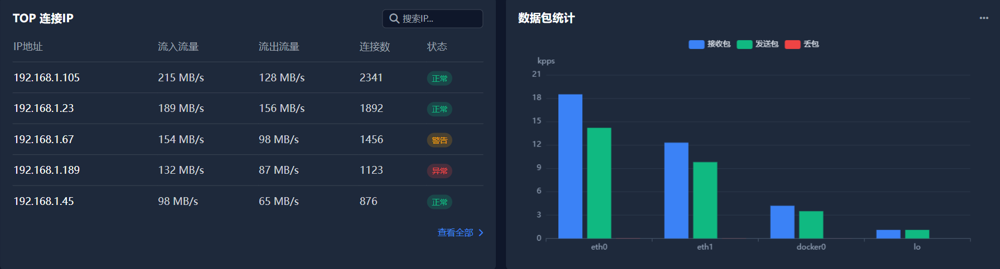 TOP 连接IP
搜索IP...
IP地址 流入流量 流出流量 连接数 状态
192.168.1.105 215 MB/s 128 MB/s 2341 正常
192.168.1.23 189 MB/s 156 MB/s 1892 正常
192.168.1.67 154 MB/s 98 MB/s 1456 警告
192.168.1.189 132 MB/s 87 MB/s 1123 异常
192.168.1.45 98 MB/s 65 MB/s 876 正常
查看全部
数据包统计
接收包 发送包 丢包
kpps
21
18
15
12
9
6
3
0
eth0 eth1 docker0 lo